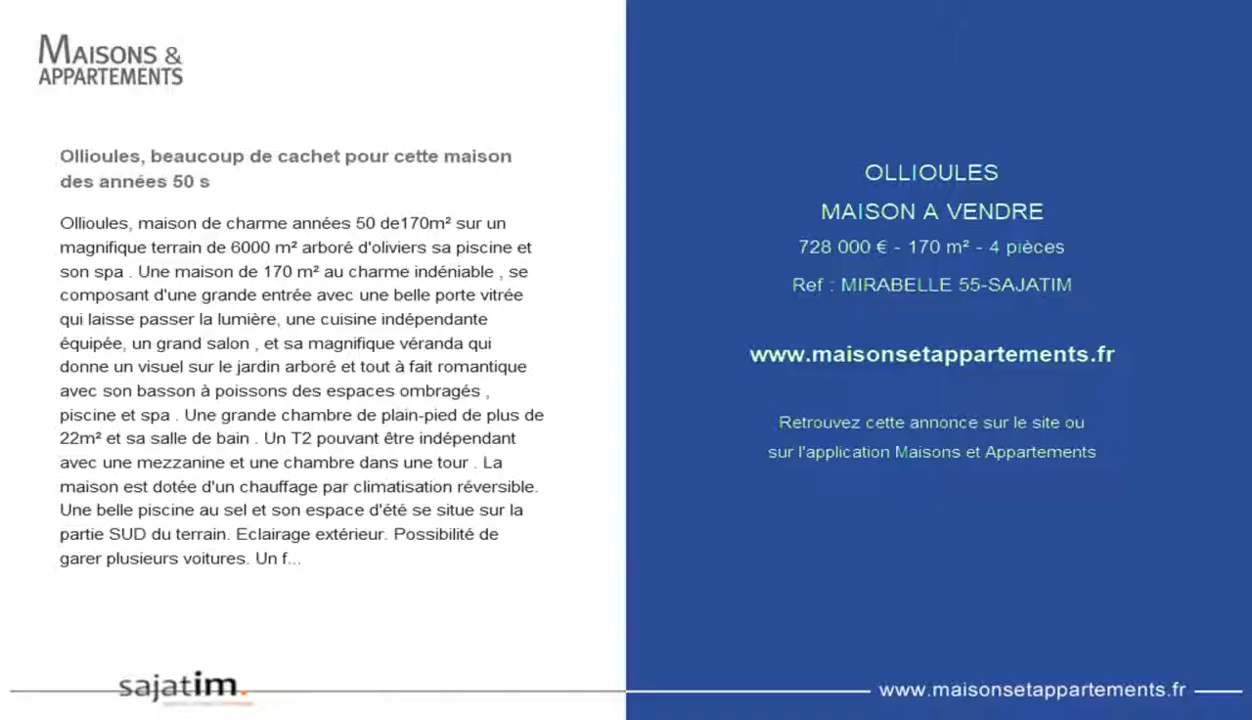 MAISONS &
APPARTEMENTS
Ollioules, beaucoup de cachet pour cette maison
des années 50 s
Ollioules, maison de charme années 50 de170m² sur un
magnifique terrain de 6000 m² arboré d'oliviers sa piscine et
son spa . Une maison de 170 m² au charme indéniable , se
composant d'une grande entrée avec une belle porte vitrée
qui laisse passer la lumière, une cuisine indépendante
équipée, un grand salon , et sa magnifique véranda qui
donne un visuel sur le jardin arboré et tout à fait romantique
avec son basson à poissons des espaces ombragés ,
piscine et spa . Une grande chambre de plain-pied de plus de
22m² et sa salle de bain . Un T2 pouvant être indépendant
avec une mezzanine et une chambre dans une tour . La
maison est dotée d'un chauffage par climatisation réversible.
Une belle piscine au sel et son espace d'été se situe sur la
partie SUD du terrain. Eclairage extérieur. Possibilité de
garer plusieurs voitures. Un f...
sajatim.
OLLIOULES
MAISON A VENDRE
728 000 € - 170 m² - 4 pièces
Ref : MIRABELLE 55-SAJATIM
www.maisonsetappartements.fr
Retrouvez cette annonce sur le site ou
sur l'application Maisons et Appartements
www.maisonsetappartements.fr